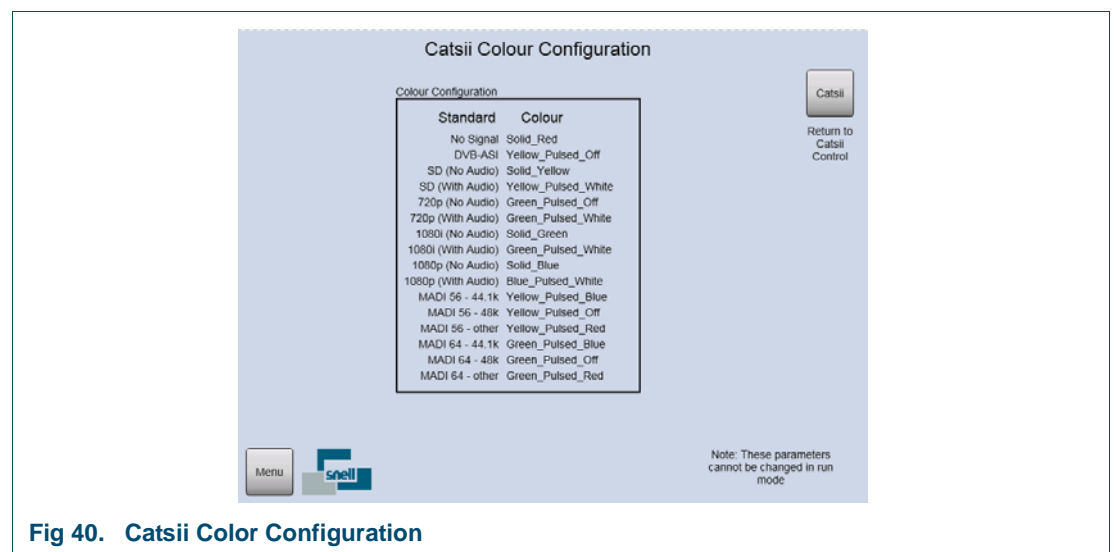 Catsii Colour Configuration
Colour Configuration
Standard Colour
No Signal Solid_Red
DVB-ASI Yellow_Pulsed_Off
SD (No Audio) Solid_Yellow
SD (With Audio) Yellow_Pulsed_White
720p (No Audio) Green_Pulsed_Off
720p (With Audio) Green_Pulsed_White
1080i (No Audio) Solid_Green
1080i (With Audio) Green_Pulsed_White
1080p (No Audio) Solid_Blue
1080p (With Audio) Blue_Pulsed_White
MADI 56 - 44.1k Yellow_Pulsed_Blue
MADI 56 - 48k Yellow_Pulsed_Off
MADI 56 - other Yellow_Pulsed_Red
MADI 64 - 44.1k Green_Pulsed_Blue
MADI 64 - 48k Green_Pulsed_Off
MADI 64 - other Green_Pulsed_Red
Catsii
Return to
Catsii
Control
Menu
snell
Note: These parameters
cannot be changed in run
mode
Fig 40. Catsii Color Configuration